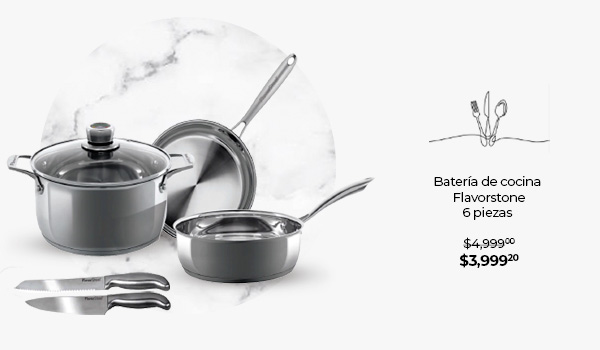 Batería de cocina
Flavorstone
6 piezas
$4,999⁰⁰
$3,999²⁰